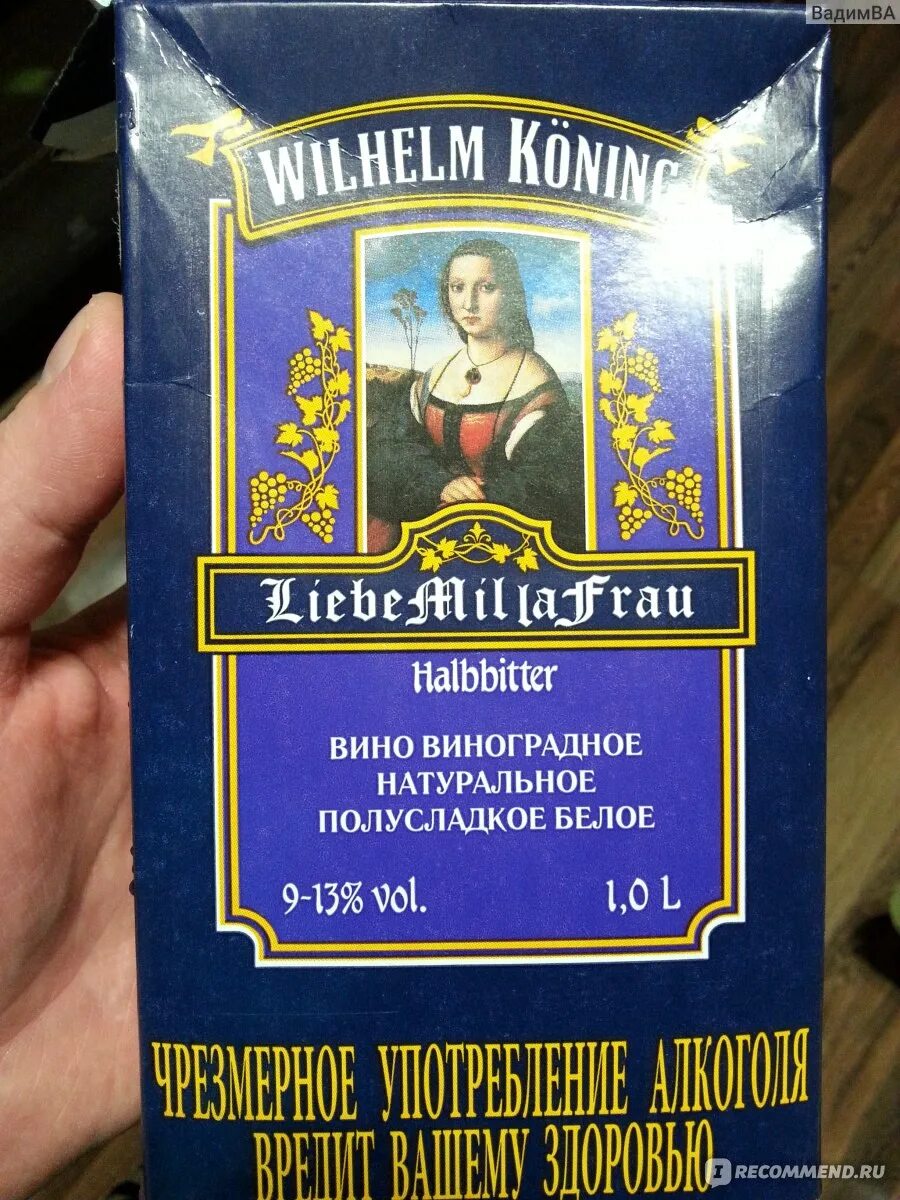 ВадимВА
WILHELM KÖNING
LiebeMillaFrau
Halbbitter
ВИНО ВИНОГРАДНОЕ
НАТУРАЛЬНОЕ
ПОЛУСЛАДКОЕ БЕЛОЕ
9-13% vol. 1,0 L
ЧРЕЗМЕРНОЕ УПОТРЕБЛЕНИЕ АЛКОГОЛЯ
ВРЕДИТ ВАШЕМУ ЗДОРОВЬЮ
I RECOMMEND.RU